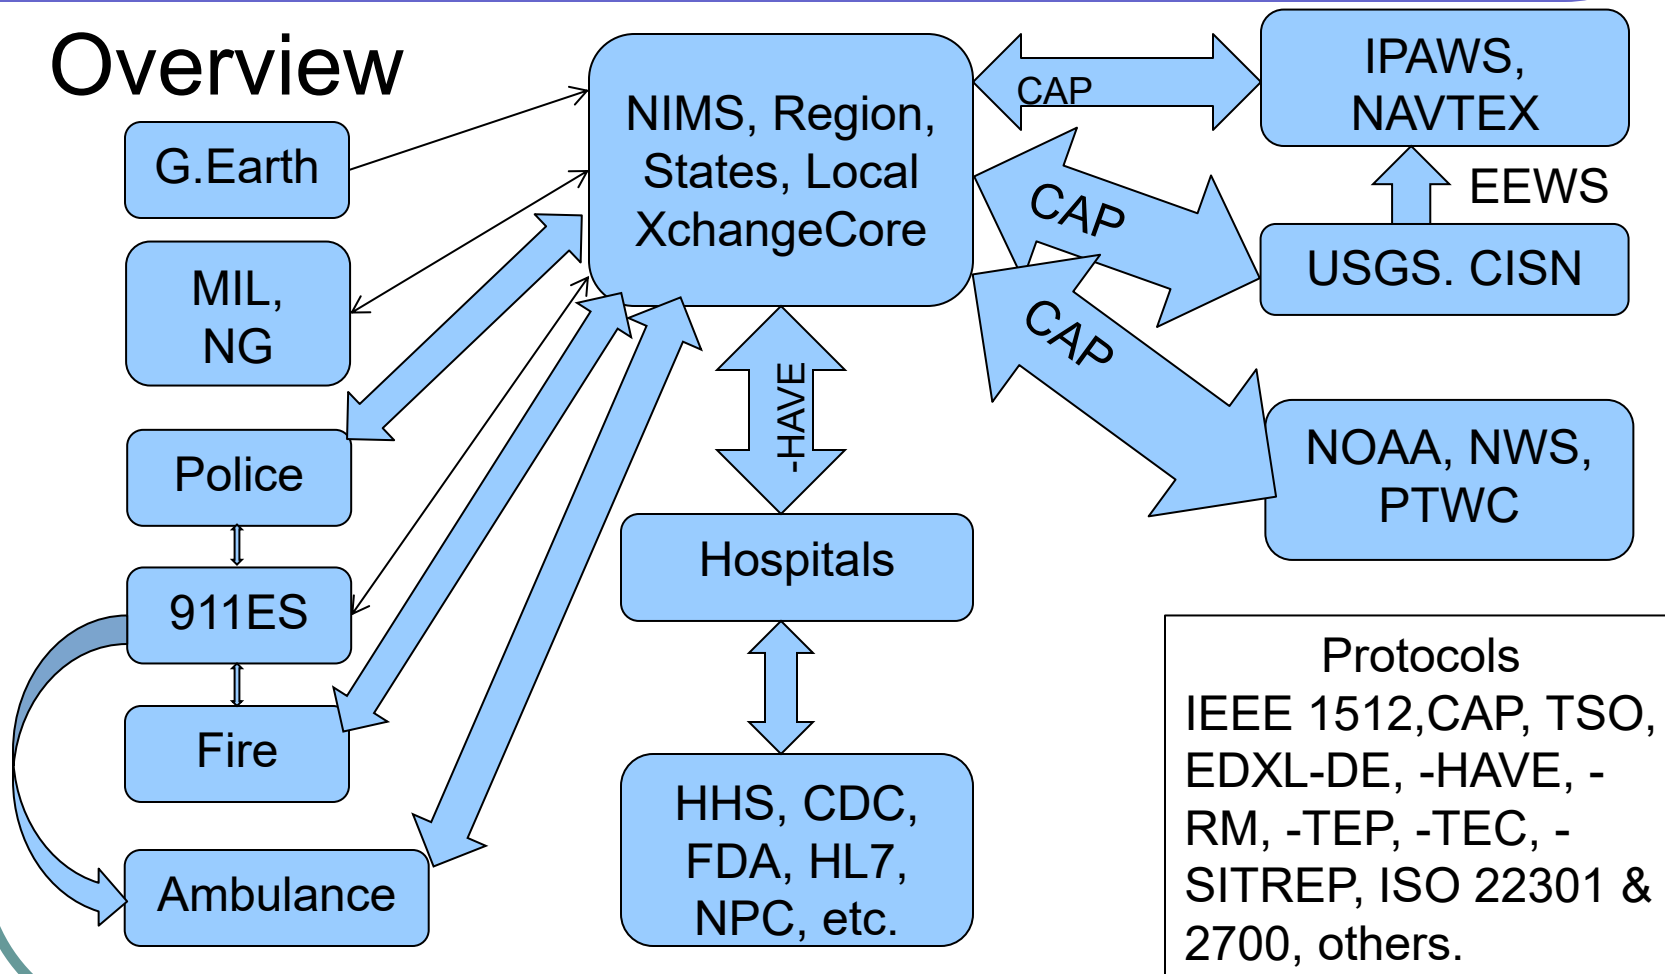 Overview
G.Earth
MIL,
NG
Police
911ES
Fire
Ambulance
NIMS, Region,
States, Local
XchangeCore
-HAVE
Hospitals
HHS, CDC,
FDA, HL7,
NPC, etc.
CAP
CAP
CAP
IPAWS,
NAVTEX
EEWS
USGS. CISN
NOAA, NWS,
PTWC
Protocols
IEEE 1512,CAP, TSO,
EDXL-DE, -HAVE, -
RM, -TEP, -TEC, -
SITREP, ISO 22301 &
2700, others.